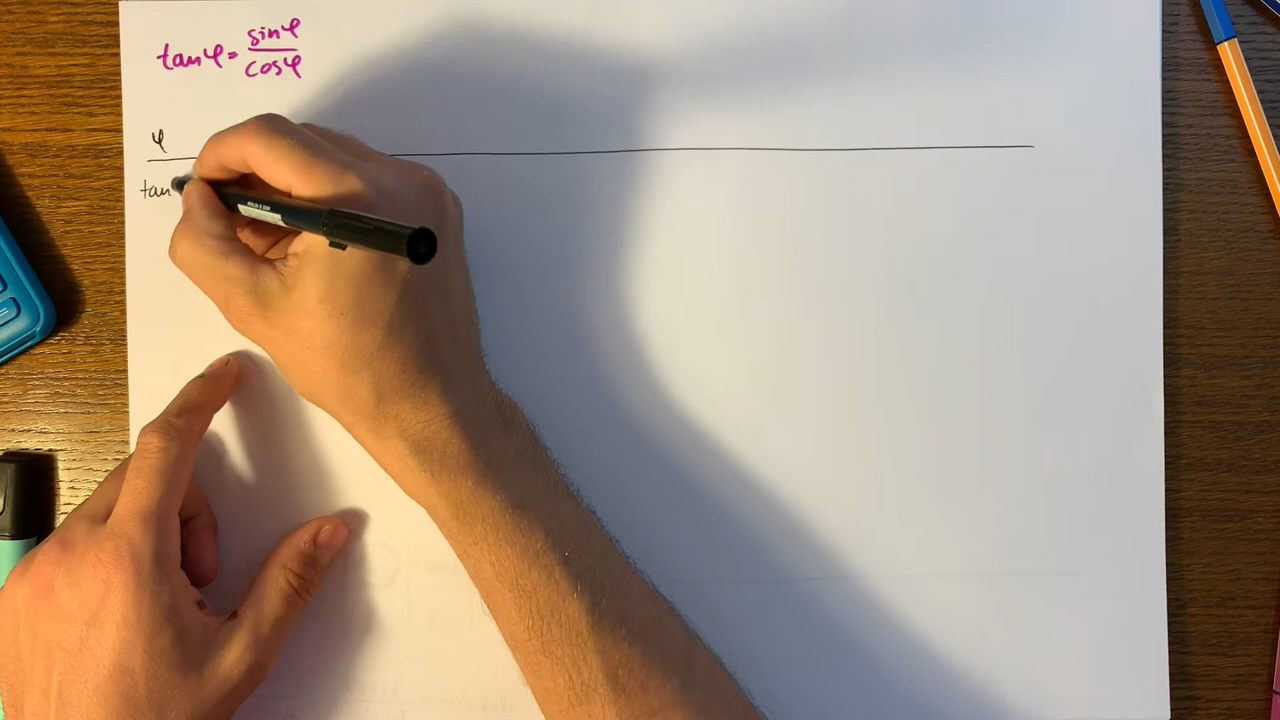 tanφ = sinφ/cosφ
φ
tan